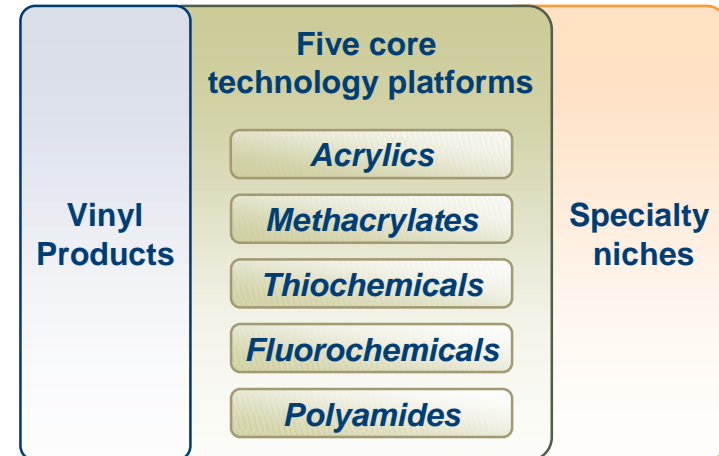 Vinyl
Products
Five core
technology platforms
Acrylics
Methacrylates
Thiochemicals
Fluorochemicals
Polyamides
Specialty
niches